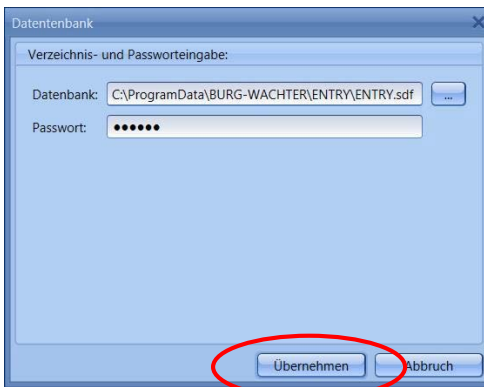 Datentenbank
Verzeichnis- und Passworteingabe:
Datenbank: C:\ProgramData\BURG-WACHTER\ENTRY\ENTRY.sdf ...
Passwort: ●●●●●●
Übernehmen Abbruch